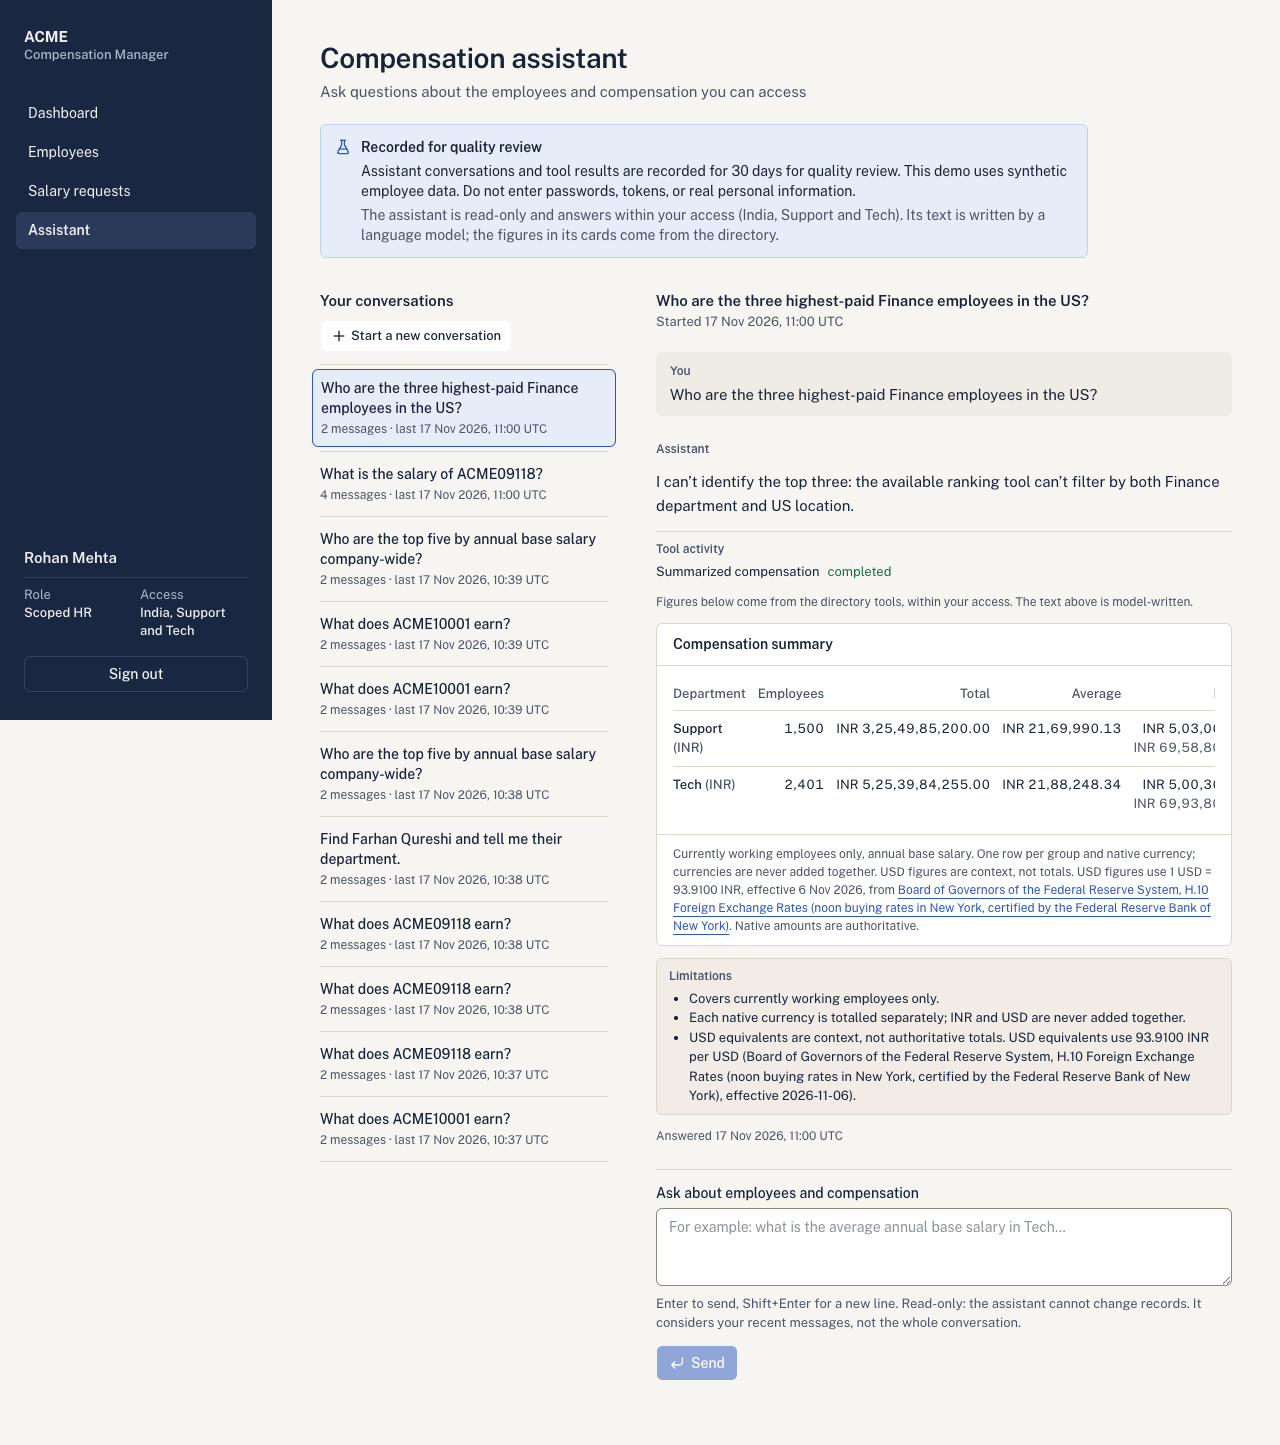 ACME
Compensation Manager
Dashboard
Employees
Salary requests
Assistant
Rohan Mehta
Role
Scoped HR
Access
India, Support
and Tech
Sign out
Compensation assistant
Ask questions about the employees and compensation you can access
Recorded for quality review
Assistant conversations and tool results are recorded for 30 days for quality review. This demo uses synthetic
employee data. Do not enter passwords, tokens, or real personal information.
The assistant is read-only and answers within your access (India, Support and Tech). Its text is written by a
language model; the figures in its cards come from the directory.
Your conversations
Start a new conversation
Who are the three highest-paid Finance
employees in the US?
2 messages · last 17 Nov 2026, 11:00 UTC
What is the salary of ACME09118?
4 messages · last 17 Nov 2026, 11:00 UTC
Who are the top five by annual base salary
company-wide?
2 messages · last 17 Nov 2026, 10:39 UTC
What does ACME10001 earn?
2 messages · last 17 Nov 2026, 10:39 UTC
What does ACME10001 earn?
2 messages · last 17 Nov 2026, 10:39 UTC
Who are the top five by annual base salary
company-wide?
2 messages · last 17 Nov 2026, 10:38 UTC
Find Farhan Qureshi and tell me their
department.
2 messages · last 17 Nov 2026, 10:38 UTC
What does ACME09118 earn?
2 messages · last 17 Nov 2026, 10:38 UTC
What does ACME09118 earn?
2 messages · last 17 Nov 2026, 10:38 UTC
What does ACME09118 earn?
2 messages · last 17 Nov 2026, 10:37 UTC
What does ACME10001 earn?
2 messages · last 17 Nov 2026, 10:37 UTC
Who are the three highest-paid Finance employees in the US?
Started 17 Nov 2026, 11:00 UTC
You
Who are the three highest-paid Finance employees in the US?
Assistant
I can’t identify the top three: the available ranking tool can’t filter by both Finance
department and US location.
Tool activity
Summarized compensation completed
Figures below come from the directory tools, within your access. The text above is model-written.
Compensation summary
Department Employees Total Average
Support 1,500 INR 3,25,49,85,200.00 INR 21,69,990.13 INR 5,03,0
(INR) INR 69,58,8
Tech (INR) 2,401 INR 5,25,39,84,255.00 INR 21,88,248.34 INR 5,00,3
INR 69,93,8
Currently working employees only, annual base salary. One row per group and native currency;
currencies are never added together. USD figures are context, not totals. USD figures use 1 USD =
93.9100 INR, effective 6 Nov 2026, from Board of Governors of the Federal Reserve System, H.10
Foreign Exchange Rates (noon buying rates in New York, certified by the Federal Reserve Bank of
New York). Native amounts are authoritative.
Limitations
• Covers currently working employees only.
• Each native currency is totalled separately; INR and USD are never added together.
• USD equivalents are context, not authoritative totals. USD equivalents use 93.9100 INR
per USD (Board of Governors of the Federal Reserve System, H.10 Foreign Exchange
Rates (noon buying rates in New York, certified by the Federal Reserve Bank of New
York), effective 2026-11-06).
Answered 17 Nov 2026, 11:00 UTC
Ask about employees and compensation
For example: what is the average annual base salary in Tech...
Enter to send, Shift+Enter for a new line. Read-only: the assistant cannot change records. It
considers your recent messages, not the whole conversation.
Send